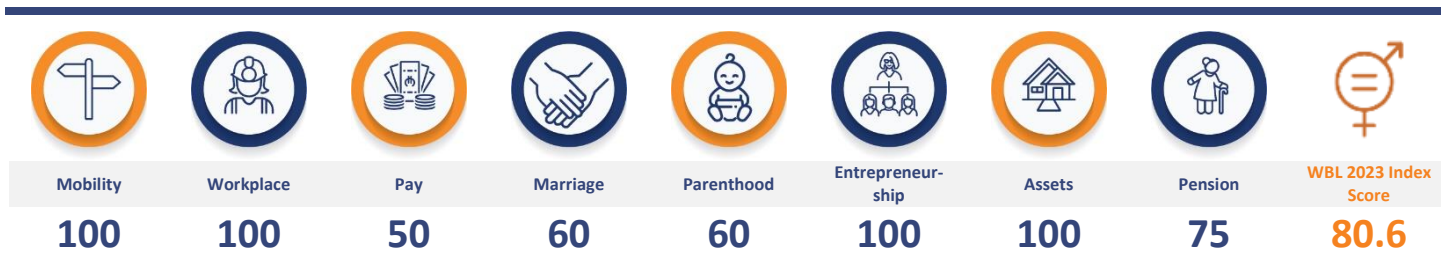 Mobility
Workplace
Pay
Marriage
Parenthood
Entrepreneur-
ship
Assets
Pension
WBL 2023 Index
Score
100
100
50
60
60
100
100
75
80.6